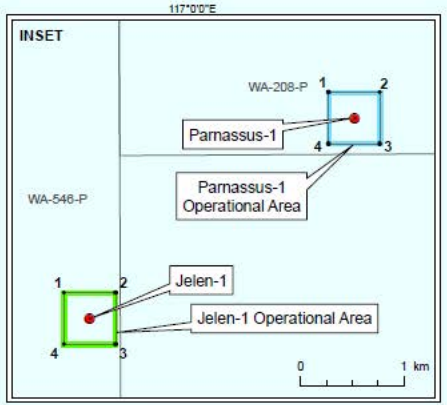 117°0'0"E
INSET
WA-208-P
1
2
Parnassus-1
4
3
Parnassus-1
Operational Area
WA-546-P
Jelen-1
1
2
Jelen-1 Operational Area
4
3
0
1 km